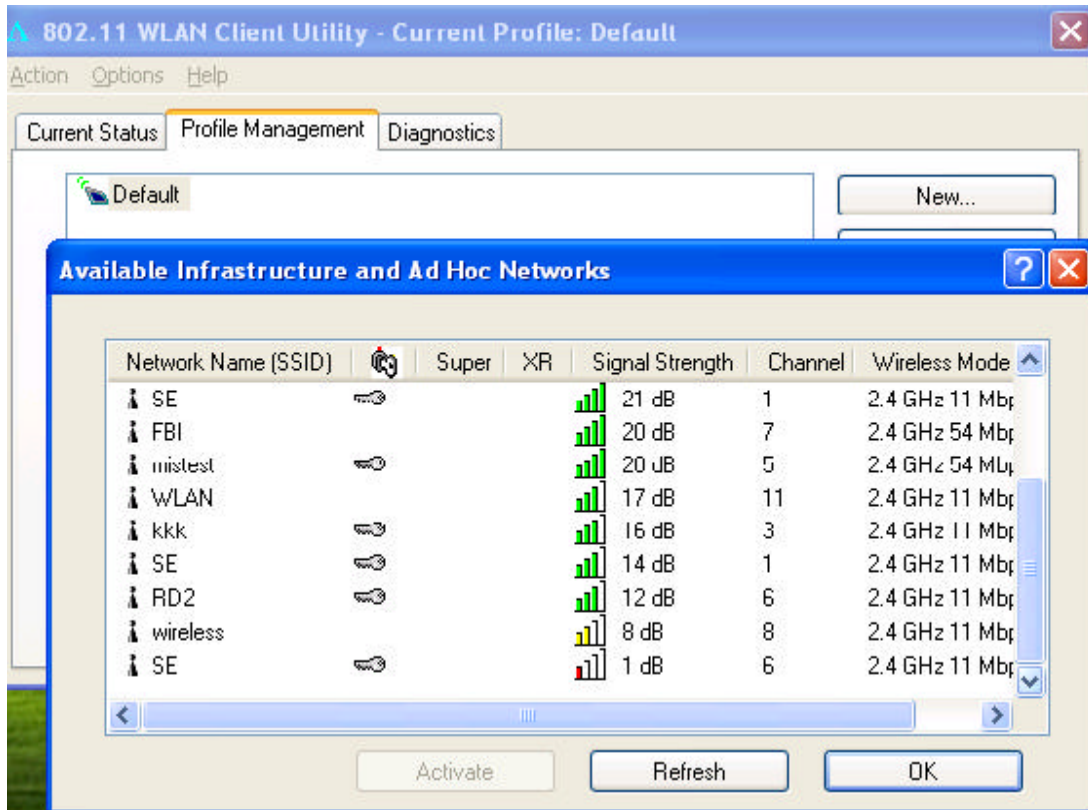 802.11 WLAN Client Utility - Current Profile: Default
Action Options Help
Current Status Profile Management Diagnostics
Default New...
Available Infrastructure and Ad Hoc Networks
Network Name (SSID) Super XR Signal Strength Channel Wireless Mode
SE 21 dB 1 2.4 GHz 11 Mbp
FBI 20 dB 7 2.4 GHz 54 Mbp
mistest 20 dB 5 2.4 GHz 54 Mbp
WLAN 17 dB 11 2.4 GHz 11 Mbp
kkk 16 dB 3 2.4 GHz 11 Mbp
SE 14 dB 1 2.4 GHz 11 Mbp
RD2 12 dB 6 2.4 GHz 11 Mbp
wireless 8 dB 8 2.4 GHz 11 Mbp
SE 1 dB 6 2.4 GHz 11 Mbp
Activate Refresh OK